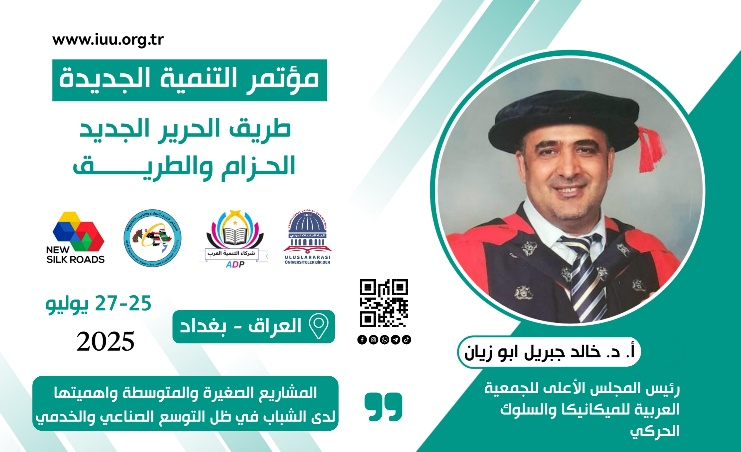 www.iuu.org.tr
مؤتمر التنمية الجديدة
طريق الحرير الجديد
الحزام والطريـــــــق
NEW
SILK ROADS
شركاء التنمية العرب
ADP
ULUSLARARASI
ÜNİVERSİTELER BİRLİĞİ
25-27 يوليو
2025
العراق - بغداد
المشاريع الصغيرة والمتوسطة واهميتها
لدى الشباب في ظل التوسع الصناعي والخدمي
أ. د. خالد جبريل ابو زيان
رئيس المجلس الأعلى للجمعية
العربية للميكانيكا والسلوك
الحركي